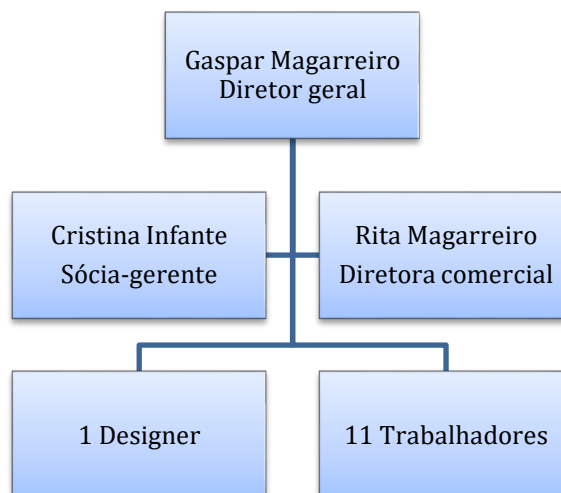 Gaspar Magarreiro
Diretor geral
Cristina Infante
Sócia-gerente
Rita Magarreiro
Diretora comercial
1 Designer
11 Trabalhadores